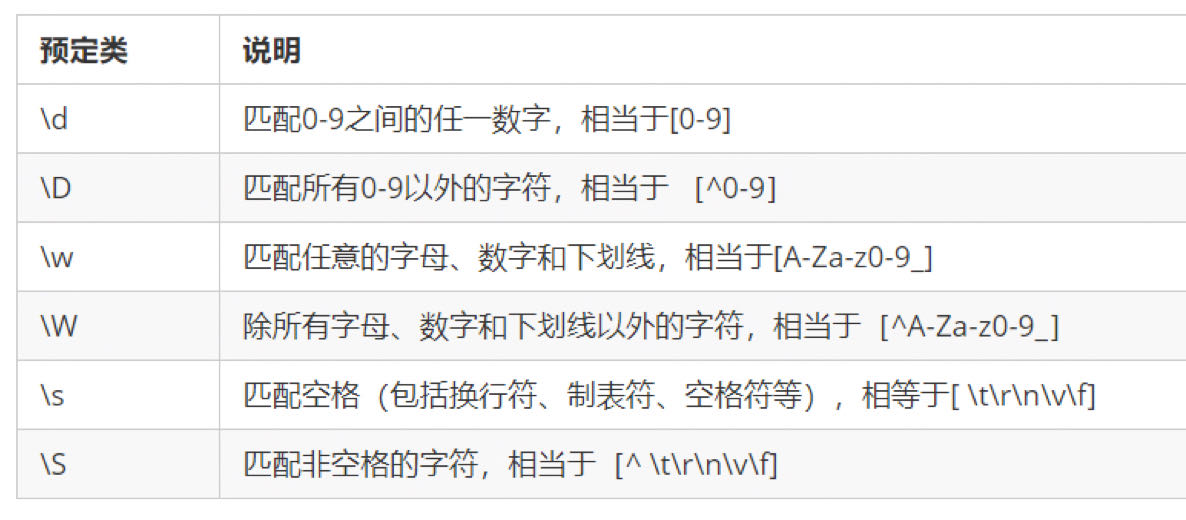 预定类 说明
\d 匹配0-9之间的任一数字，相当于[0-9]
\D 匹配所有0-9以外的字符，相当于 [^0-9]
\w 匹配任意的字母、数字和下划线，相当于[A-Za-z0-9_]
\W 除所有字母、数字和下划线以外的字符，相当于 [^A-Za-z0-9_]
\s 匹配空格（包括换行符、制表符、空格符等），相等于[ \t\r\n\v\f]
\S 匹配非空格的字符，相当于 [^ \t\r\n\v\f]